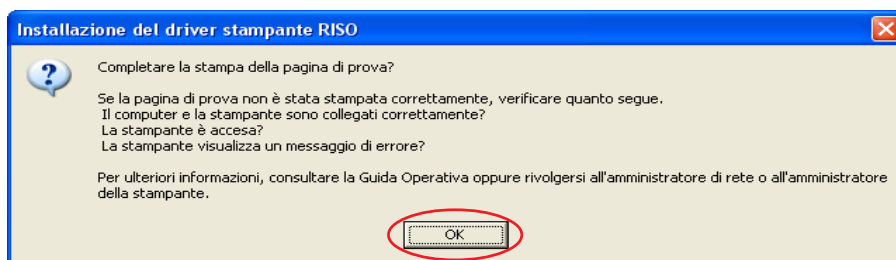 Installazione del driver stampante RISO
Completare la stampa della pagina di prova?
Se la pagina di prova non è stata stampata correttamente, verificare quanto segue.
Il computer e la stampante sono collegati correttamente?
La stampante è accesa?
La stampante visualizza un messaggio di errore?
Per ulteriori informazioni, consultare la Guida Operativa oppure rivolgersi all'amministratore di rete o all'amministratore
della stampante.
OK